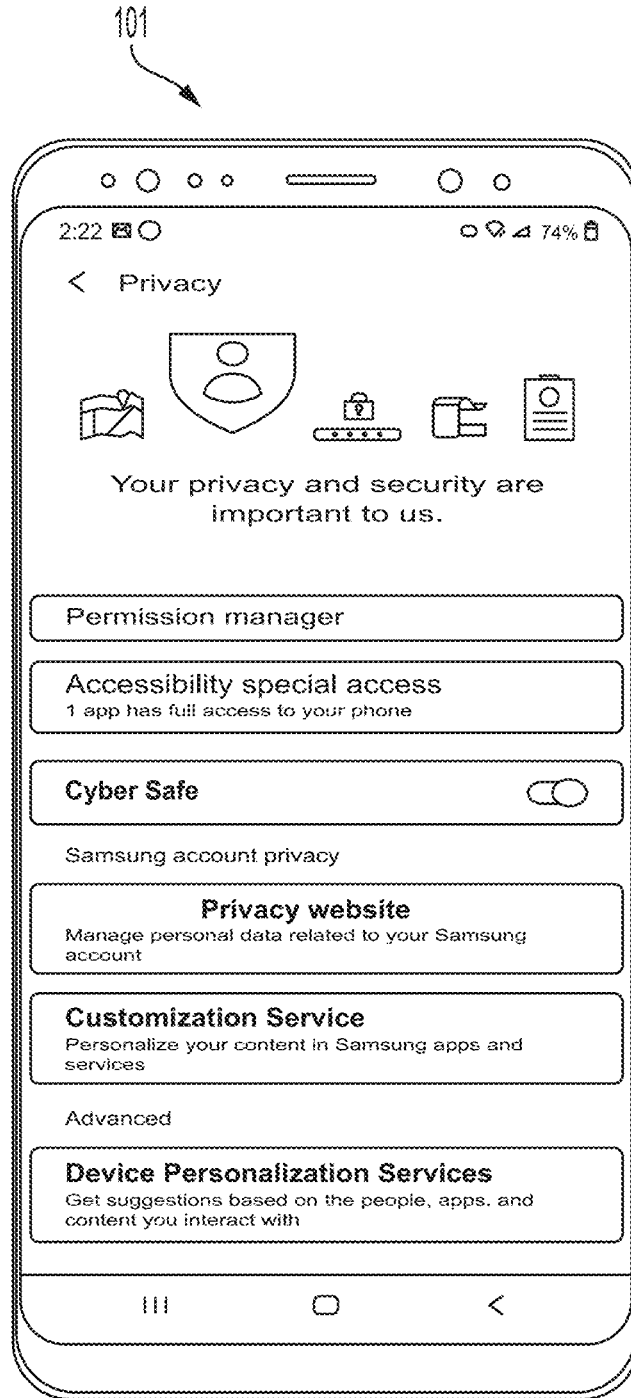 101
2:22
74%
< Privacy
Your privacy and security are
important to us.
Permission manager
Accessibility special access
1 app has full access to your phone
Cyber Safe
Samsung account privacy
Privacy website
Manage personal data related to your Samsung
account
Customization Service
Personalize your content in Samsung apps and
services
Advanced
Device Personalization Services
Get suggestions based on the people, apps. and
content you interact with